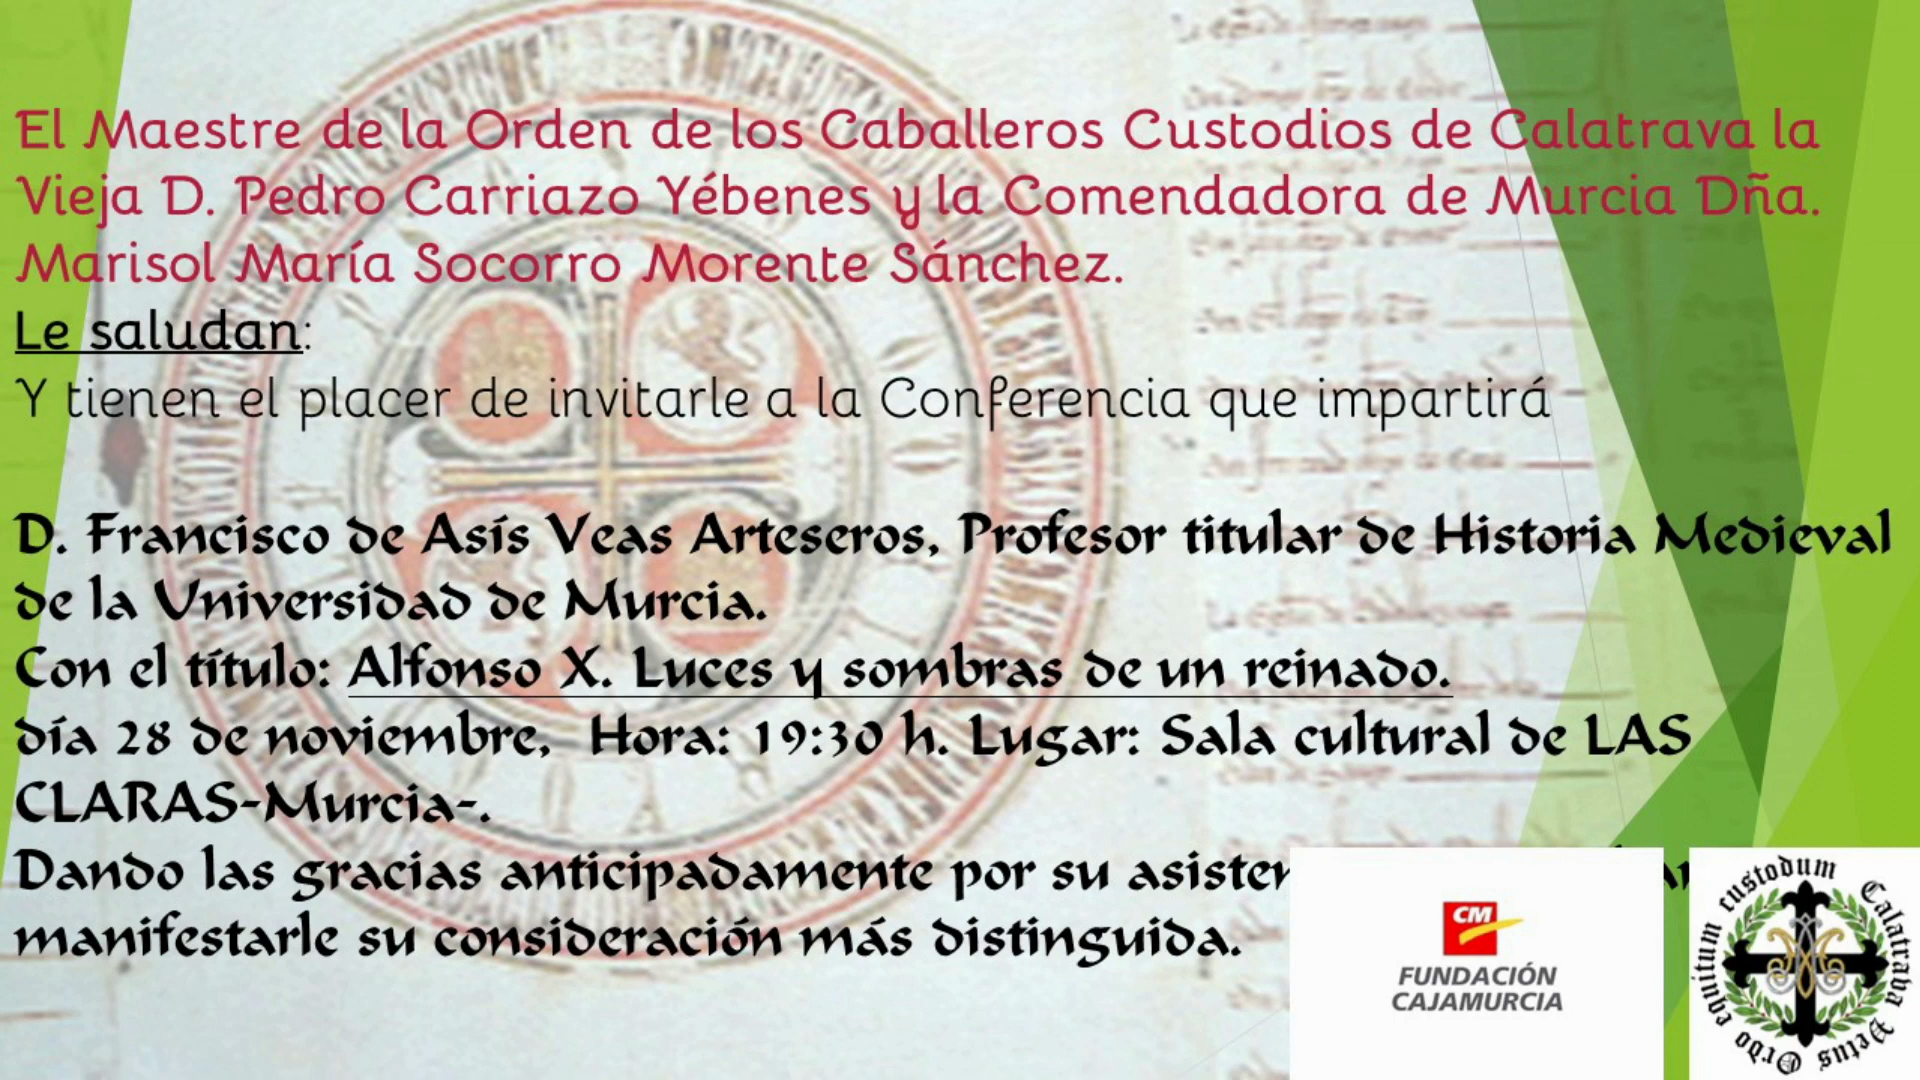 El Maestre de la Orden de los Caballeros Custodios de Calatrava la
Vieja D. Pedro Carriazo Yébenes y la Comendadora de Murcia Dña.
Marisol María Socorro Morente Sánchez.
Le saludan:
Y tienen el placer de invitarle a la Conferencia que impartirá
D. Francisco de Asís Veas Arteseros, Profesor titular de Historia Medieval
de la Universidad de Murcia.
Con el título: Alfonso X. Luces y sombras de un reinado.
día 28 de noviembre, Hora: 19:30 h. Lugar: Sala cultural de LAS
CLARAS-Murcia-.
Dando las gracias anticipadamente por su
manifestarle su consideración más distinguida.
CM
FUNDACIÓN
CAJAMURCIA
Ordo equitum custodum Calatraba Vetus